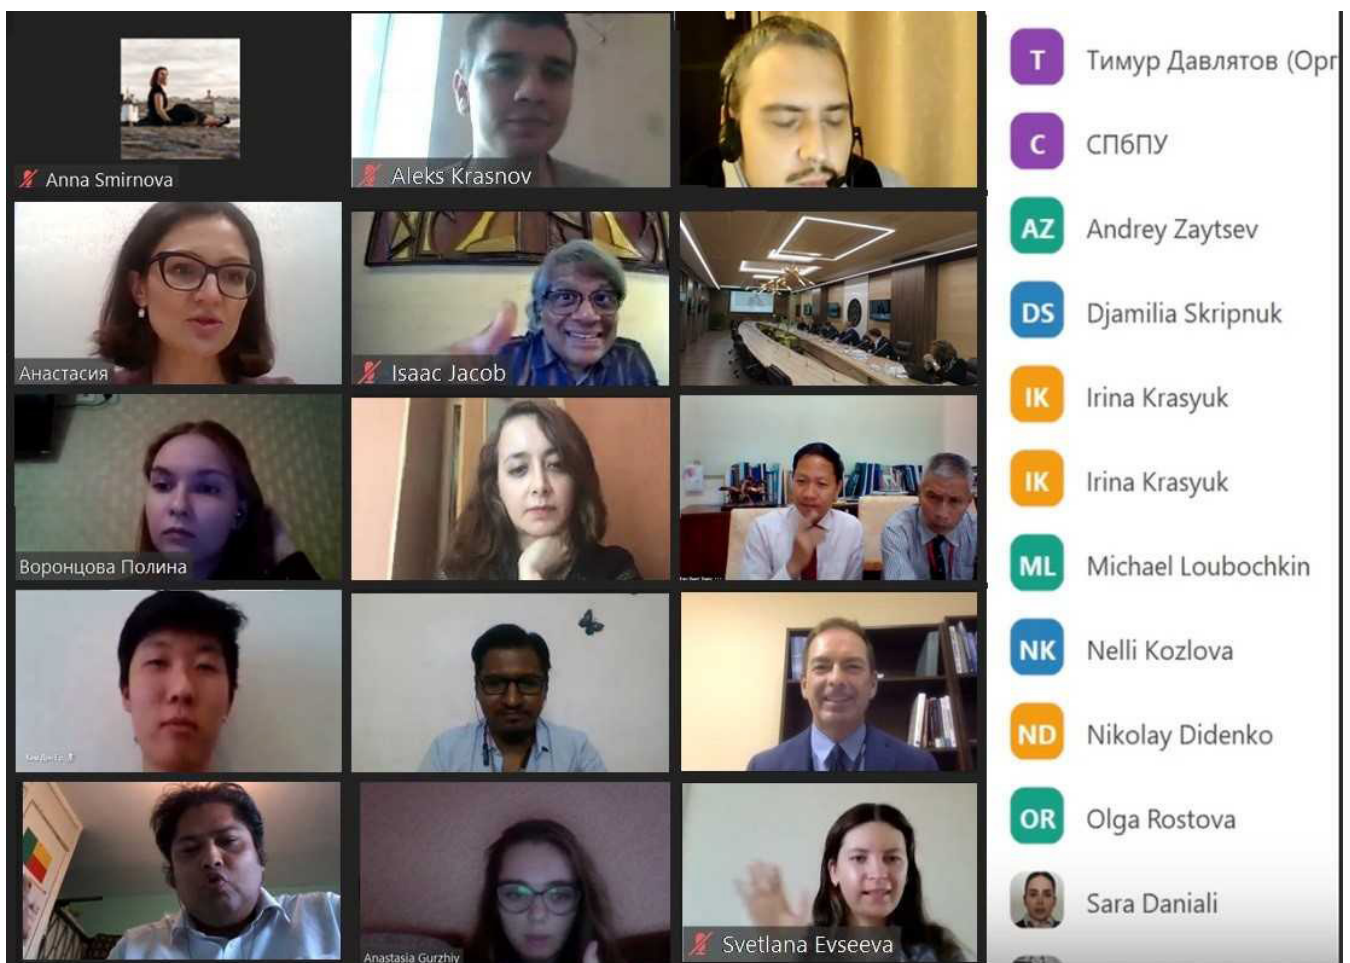 Anna Smirnova
Aleks Krasnov
Анастасия
Isaac Jacob
Воронцова Полина
Anastasia Gurzhiy
Svetlana Evseeva
Т Тимур Давлятов (Орг
С СПбПУ
AZ Andrey Zaytsev
DS Djamilia Skripnuk
IK Irina Krasyuk
IK Irina Krasyuk
ML Michael Loubochkin
NK Nelli Kozlova
ND Nikolay Didenko
OR Olga Rostova
Sara Daniali